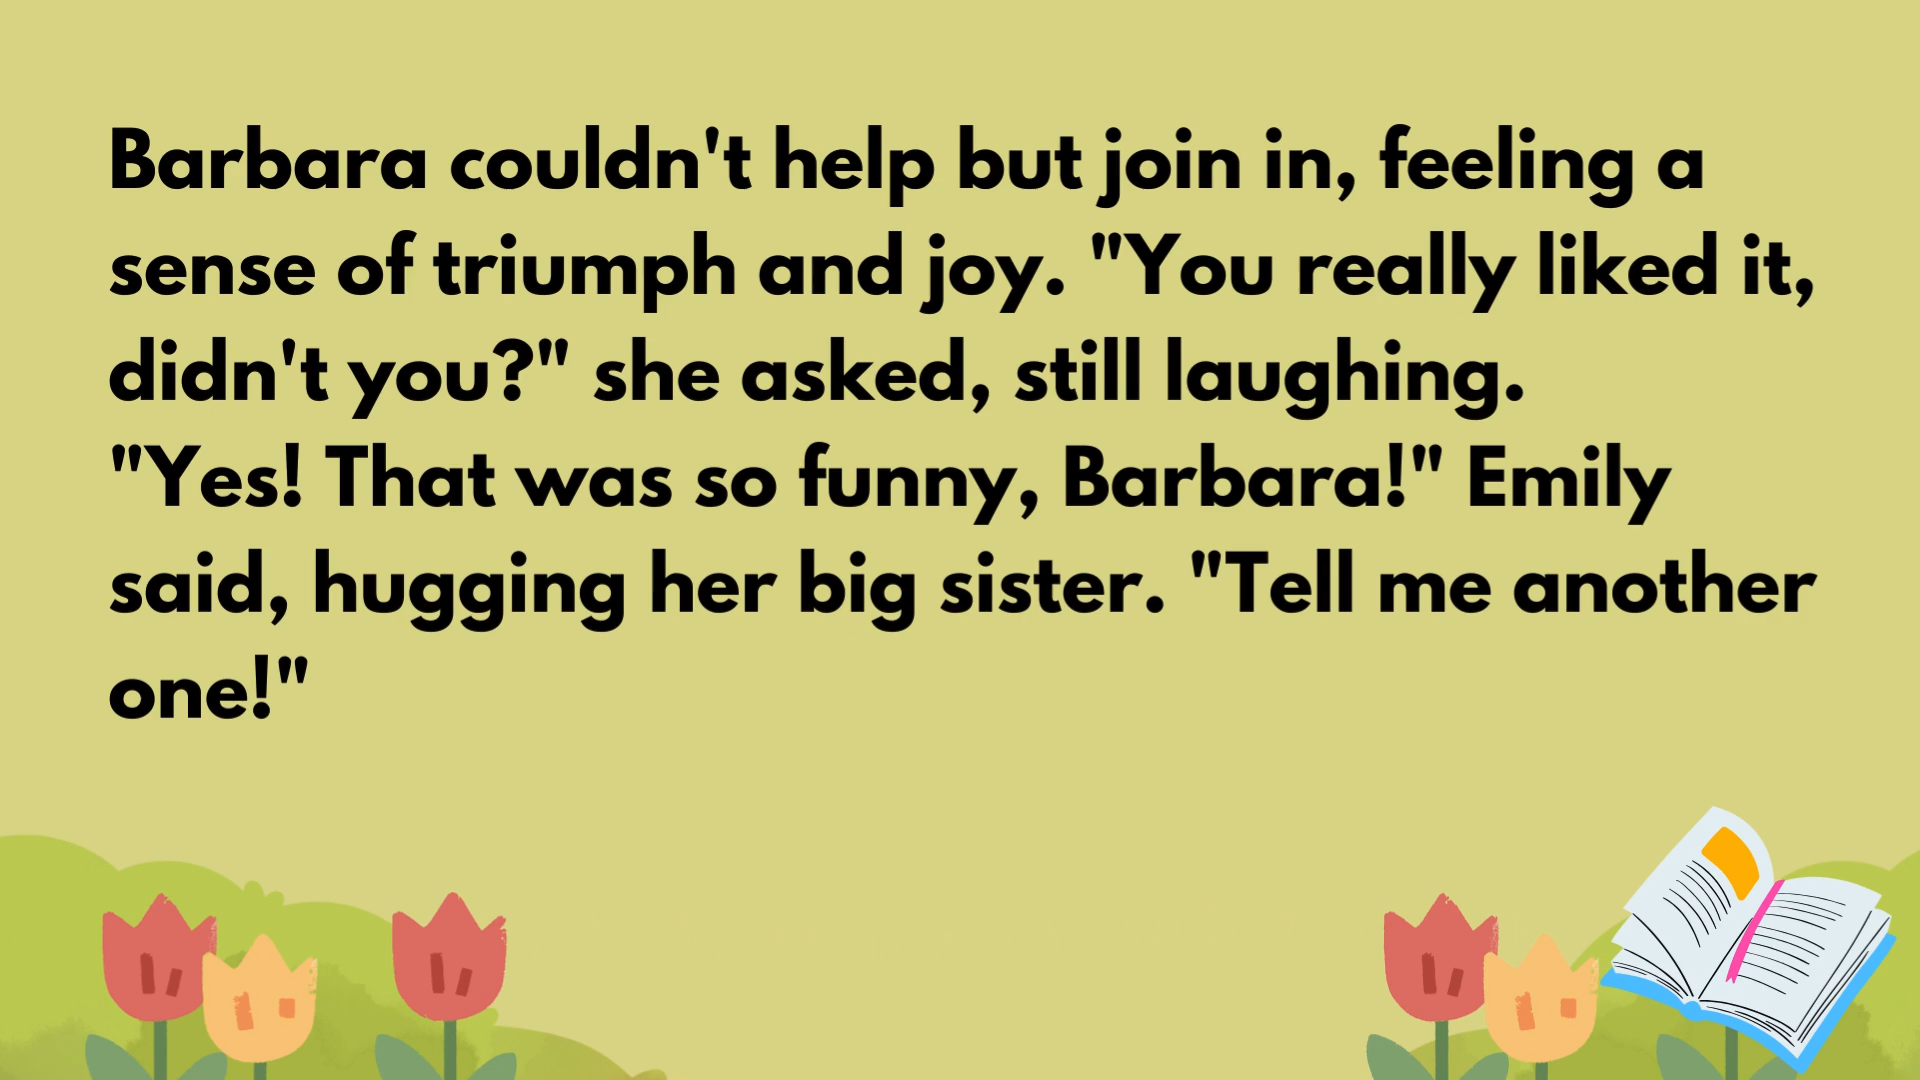 Barbara couldn't help but join in, feeling a
sense of triumph and joy. "You really liked it,
didn't you?" she asked, still laughing.
"Yes! That was so funny, Barbara!" Emily
said, hugging her big sister. "Tell me another
one!"